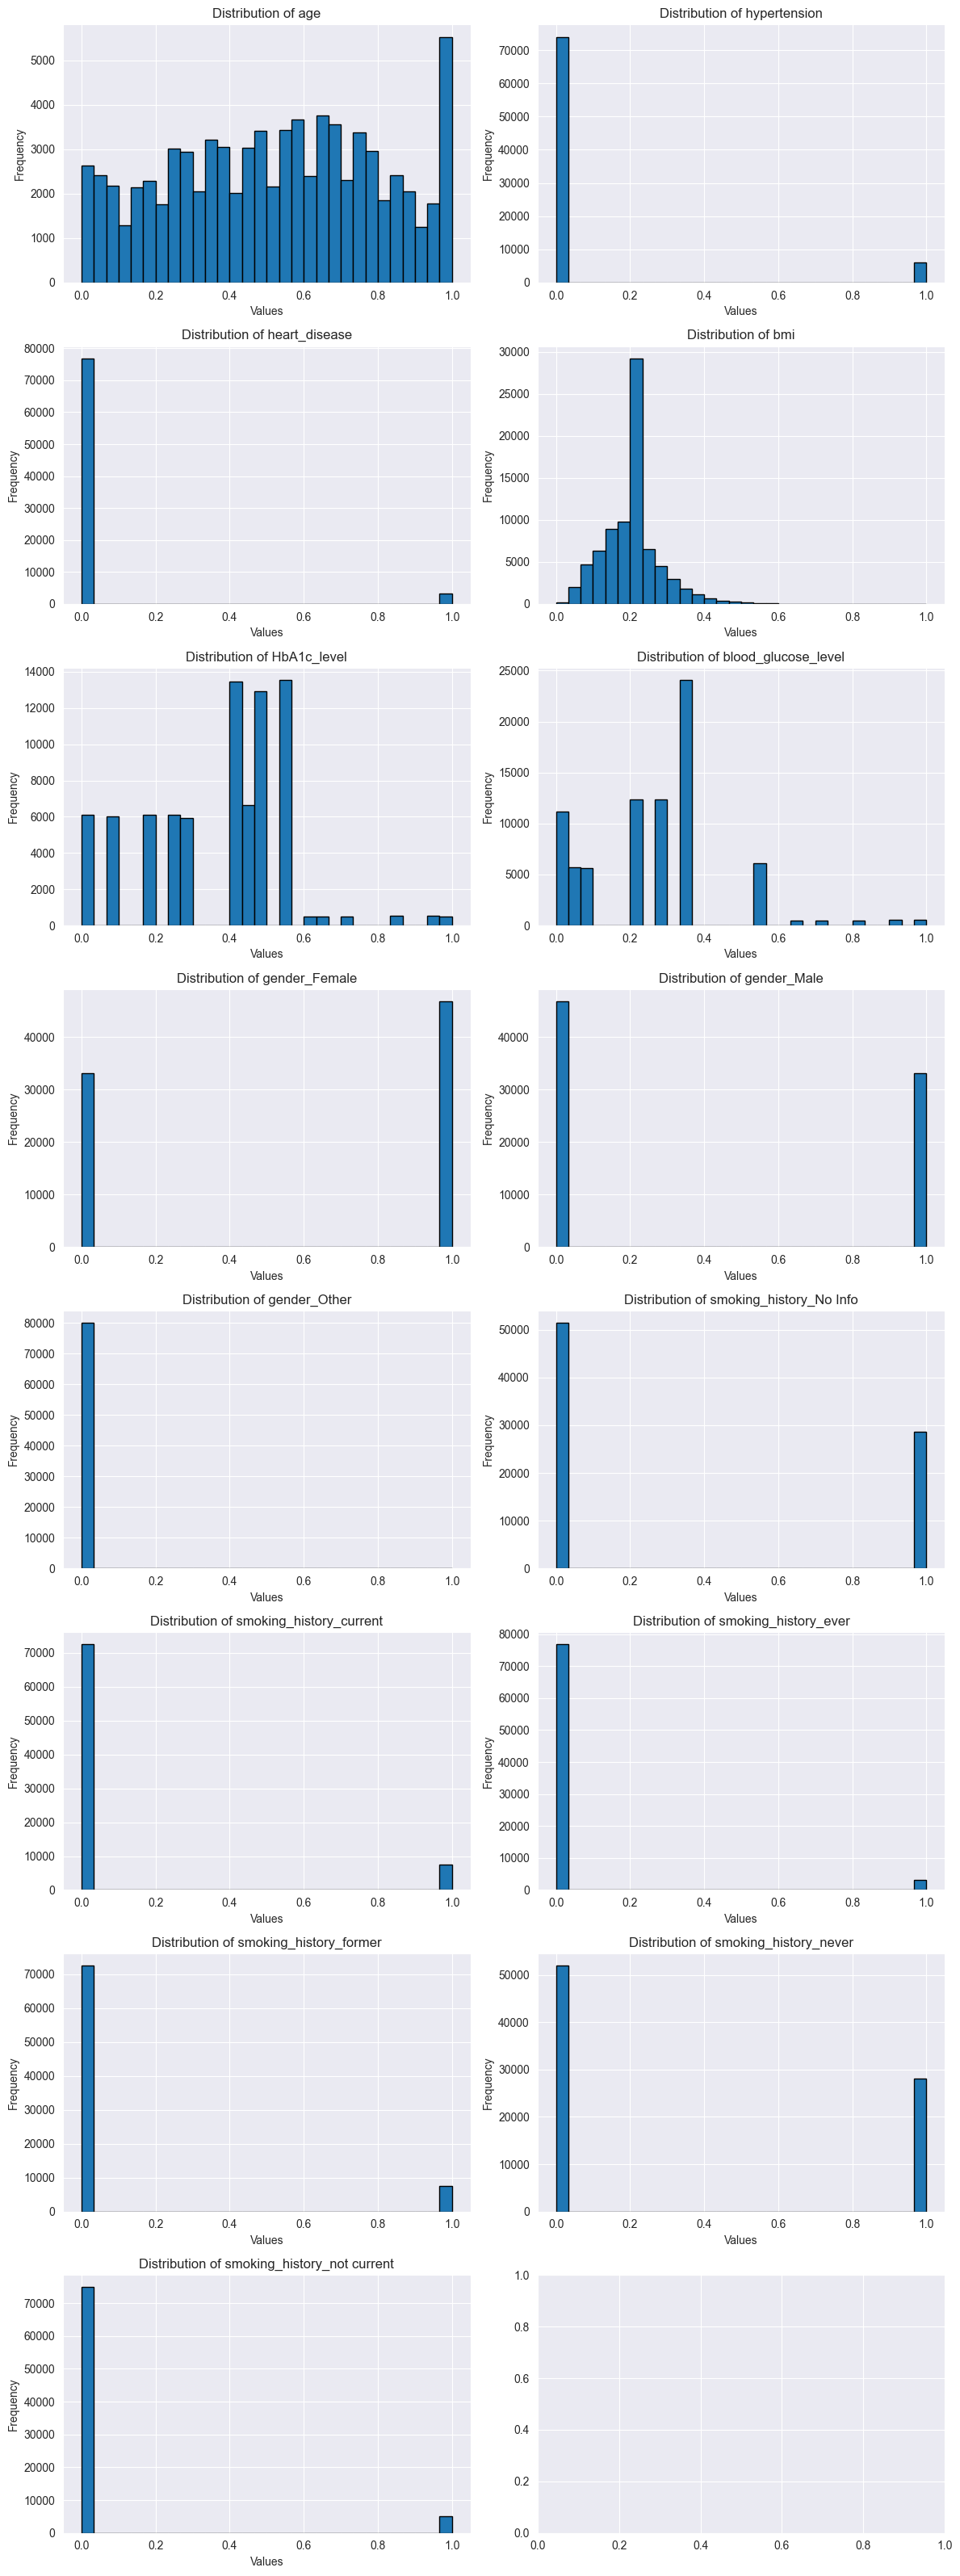 Distribution of age
Frequency
5000
4000
3000
2000
1000
0
0.0 0.2 0.4 0.6 0.8 1.0
Values
Distribution of hypertension
Frequency
70000
60000
50000
40000
30000
20000
10000
0
0.0 0.2 0.4 0.6 0.8 1.0
Values
Distribution of heart_disease
Frequency
80000
70000
60000
50000
40000
30000
20000
10000
0
0.0 0.2 0.4 0.6 0.8 1.0
Values
Distribution of bmi
Frequency
30000
25000
20000
15000
10000
5000
0
0.0 0.2 0.4 0.6 0.8 1.0
Values
Distribution of HbA1c_level
Frequency
14000
12000
10000
8000
6000
4000
2000
0
0.0 0.2 0.4 0.6 0.8 1.0
Values
Distribution of blood_glucose_level
Frequency
25000
20000
15000
10000
5000
0
0.0 0.2 0.4 0.6 0.8 1.0
Values
Distribution of gender_Female
Frequency
40000
30000
20000
10000
0
0.0 0.2 0.4 0.6 0.8 1.0
Values
Distribution of gender_Male
Frequency
40000
30000
20000
10000
0
0.0 0.2 0.4 0.6 0.8 1.0
Values
Distribution of gender_Other
Frequency
80000
70000
60000
50000
40000
30000
20000
10000
0
0.0 0.2 0.4 0.6 0.8 1.0
Values
Distribution of smoking_history_No Info
Frequency
50000
40000
30000
20000
10000
0
0.0 0.2 0.4 0.6 0.8 1.0
Values
Distribution of smoking_history_current
Frequency
70000
60000
50000
40000
30000
20000
10000
0
0.0 0.2 0.4 0.6 0.8 1.0
Values
Distribution of smoking_history_ever
Frequency
80000
70000
60000
50000
40000
30000
20000
10000
0
0.0 0.2 0.4 0.6 0.8 1.0
Values
Distribution of smoking_history_former
Frequency
70000
60000
50000
40000
30000
20000
10000
0
0.0 0.2 0.4 0.6 0.8 1.0
Values
Distribution of smoking_history_never
Frequency
50000
40000
30000
20000
10000
0
0.0 0.2 0.4 0.6 0.8 1.0
Values
Distribution of smoking_history_not current
Frequency
70000
60000
50000
40000
30000
20000
10000
0
0.0 0.2 0.4 0.6 0.8 1.0
Values
1.0
0.8
0.6
0.4
0.2
0.0
0.0 0.2 0.4 0.6 0.8 1.0